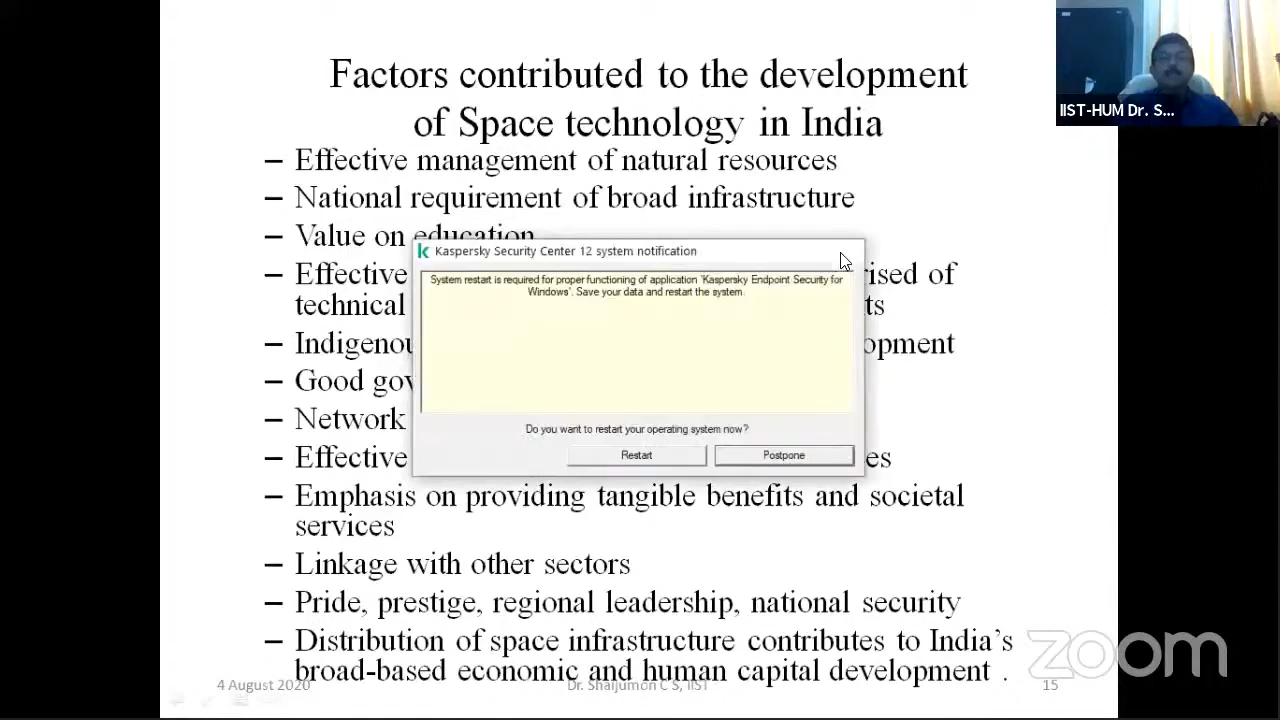 Factors contributed to the development
of Space technology in India
– Effective management of natural resources
– National requirement of broad infrastructure
– Value on education
– Effective rised of
technical ts
– Indigenou opment
– Good gov
– Network
– Effective es
– Emphasis on providing tangible benefits and societal
services
– Linkage with other sectors
– Pride, prestige, regional leadership, national security
– Distribution of space infrastructure contributes to India's
broad-based economic and human capital development .
4 August 2020
Dr. Shaijumon C S, IIST
15
Kaspersky Security Center 12 system notification
System restart is required for proper functioning of application 'Kaspersky Endpoint Security for
Windows'. Save your data and restart the system.
Do you want to restart your operating system now?
Restart
Postpone
IIST-HUM Dr. S...
zoom